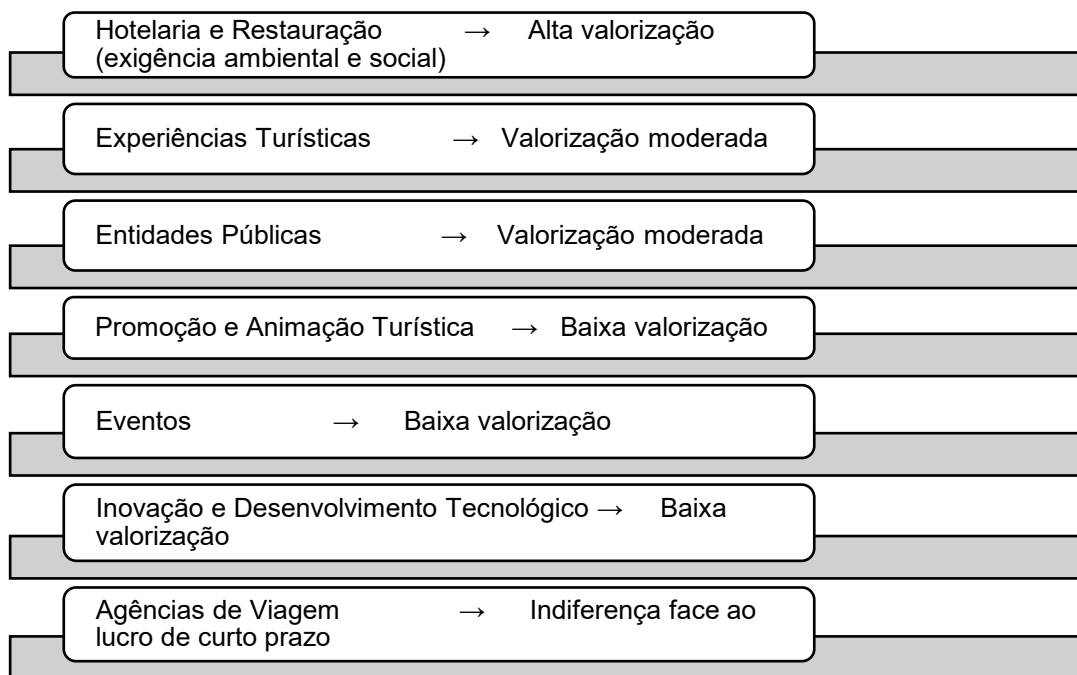 Hotelaria e Restauração → Alta valorização
(exigência ambiental e social)
Experiências Turísticas → Valorização moderada
Entidades Públicas → Valorização moderada
Promoção e Animação Turística → Baixa valorização
Eventos → Baixa valorização
Inovação e Desenvolvimento Tecnológico → Baixa
valorização
Agências de Viagem → Indiferença face ao
lucro de curto prazo